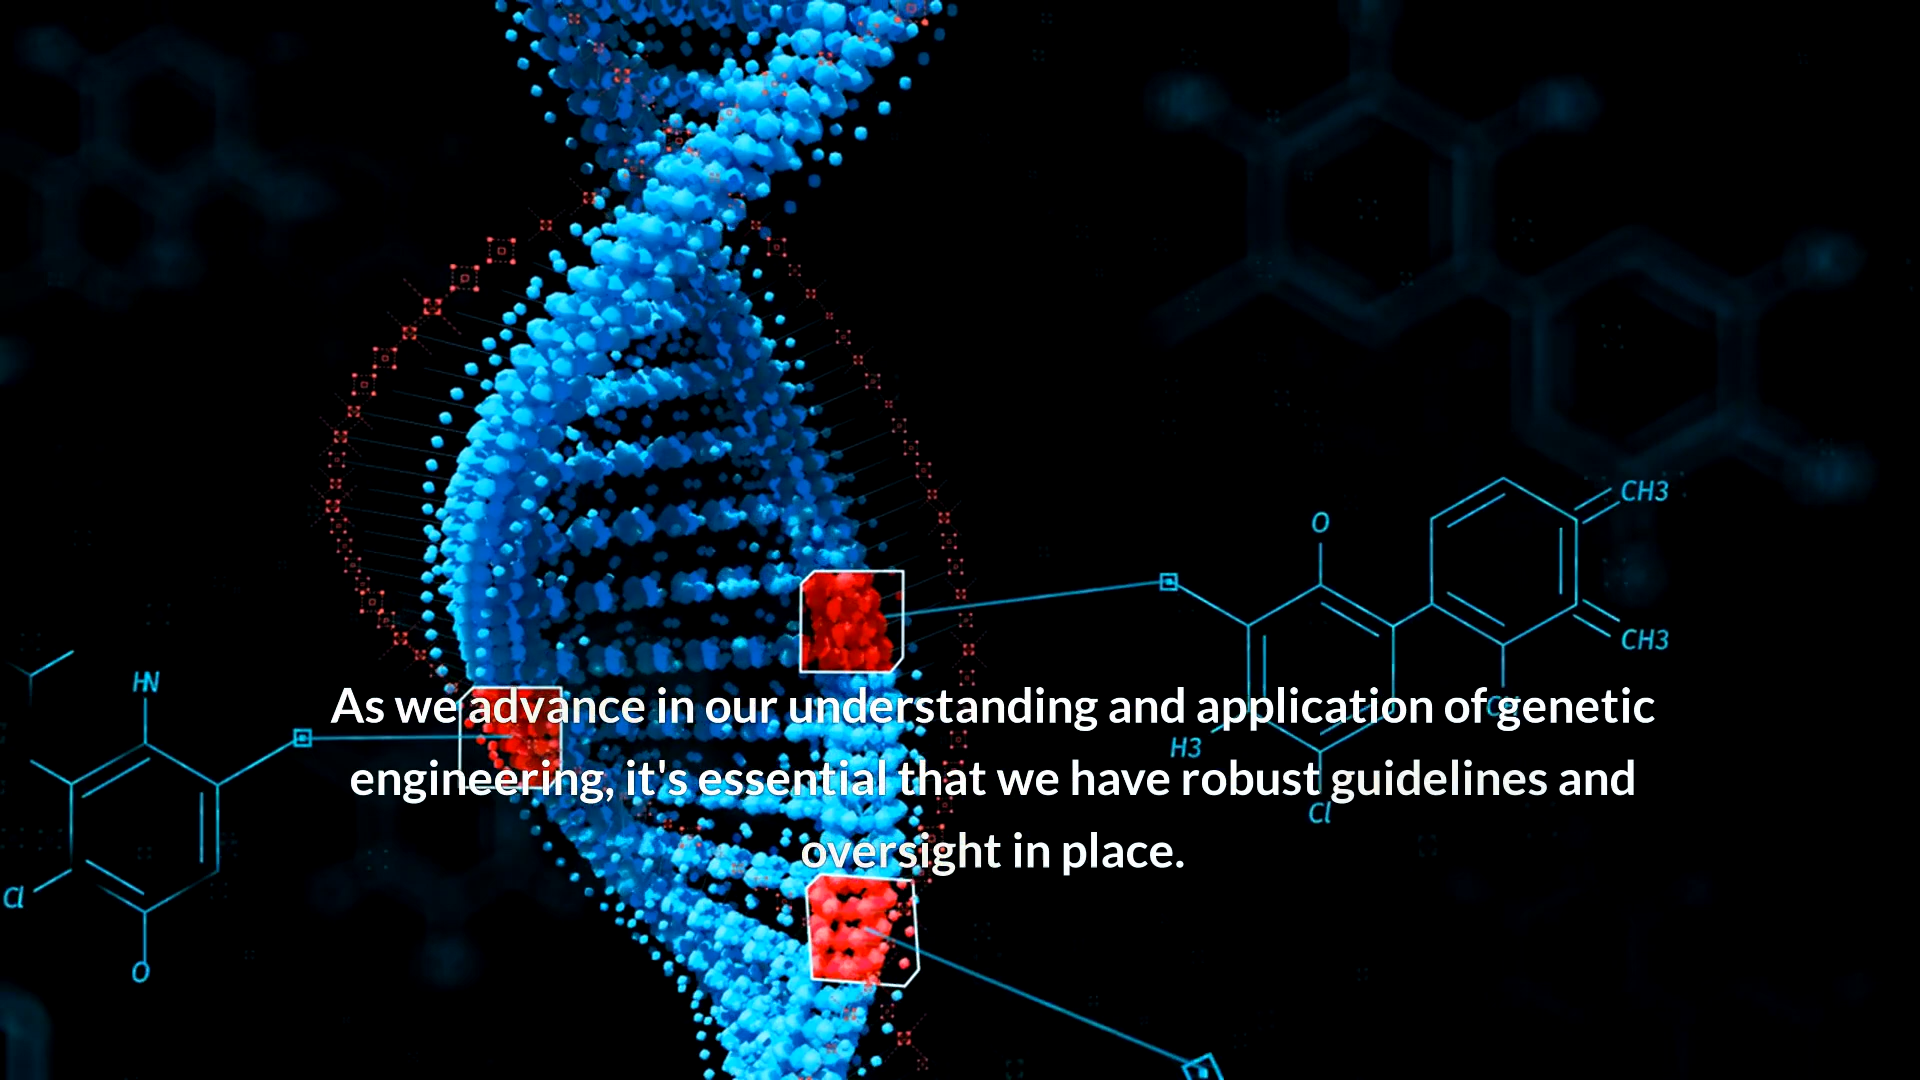 CH3
O
CH3
HN
As we advance in our understanding and application of genetic
H3
engineering, it's essential that we have robust guidelines and
Cl
oversight in place.
Cl
O